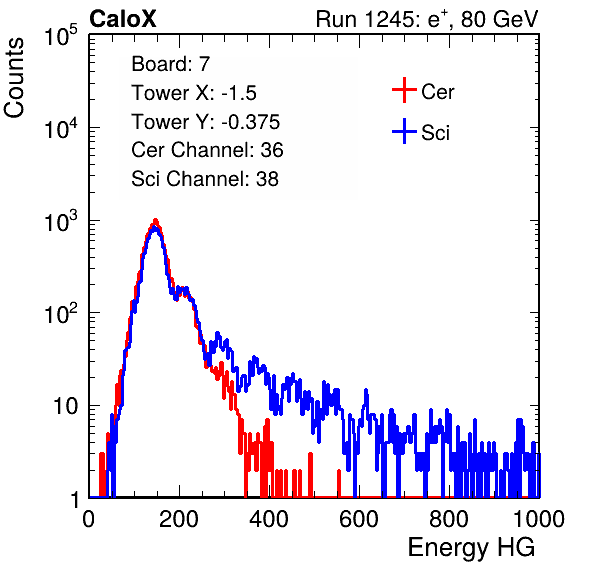 CaloX Run 1245: e⁺, 80 GeV
Counts
Board: 7
Tower X: -1.5
Tower Y: -0.375
Cer Channel: 36
Sci Channel: 38
Cer
Sci
10⁵
10⁴
10³
10²
10
1
0 200 400 600 800 1000
Energy HG